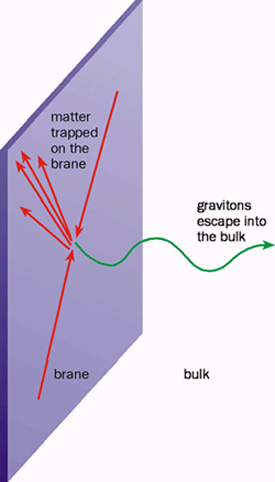 matter
trapped
on the
brane
gravitons
escape into
the bulk
brane
bulk